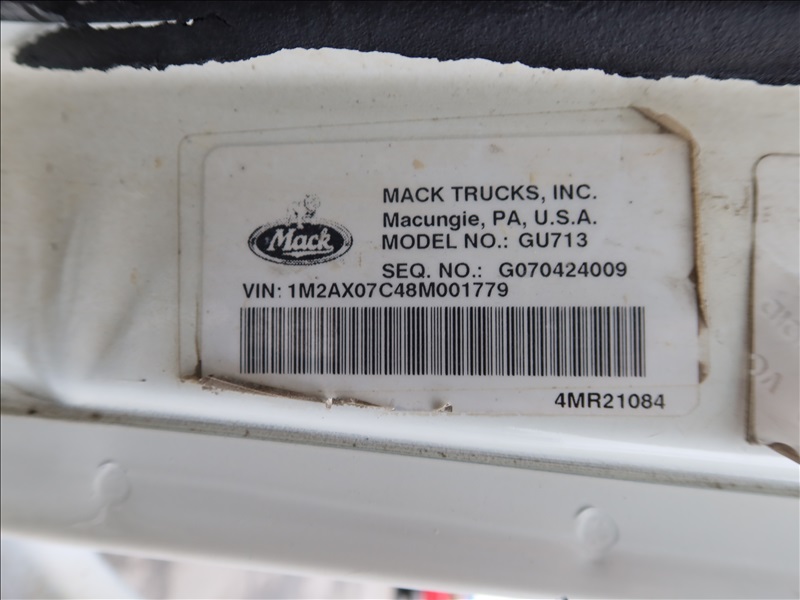 MACK TRUCKS, INC.
Macungie, PA, U.S.A.
Mack
MODEL NO.: GU713
SEQ. NO.: G070424009
VIN: 1M2AX07C48M001779
4MR21084